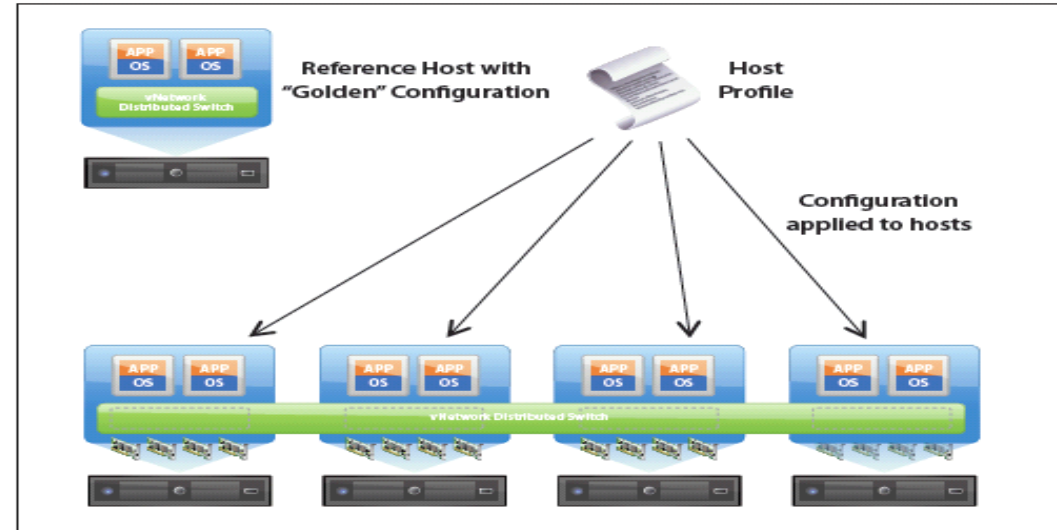 APP APP
OS OS
vNetwork
Distributed Switch
Reference Host with
“Golden” Configuration
Host
Profile
Configuration
applied to hosts
APP APP APP APP APP APP APP APP
OS OS OS OS OS OS OS OS
vNetwork Distributed Switch